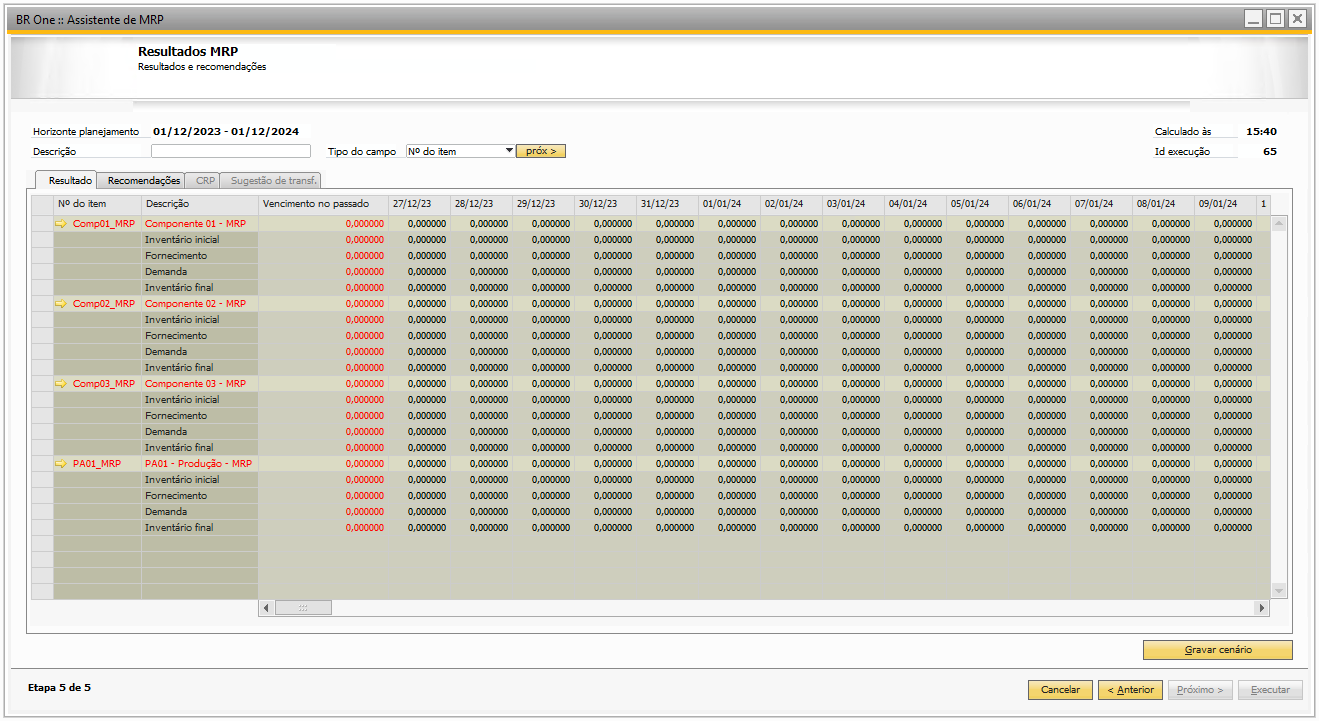 BR One :: Assistente de MRP
Resultados MRP
Resultados e recomendações
Horizonte planejamento 01/12/2023 - 01/12/2024 Calculado às 15:40
Descrição Tipo do campo Nº do item próx > Id execução 65
Resultado Recomendações CRP Sugestão de transf.
Nº do item Descrição Vencimento no passado 27/12/23 28/12/23 29/12/23 30/12/23 31/12/23 01/01/24 02/01/24 03/01/24 04/01/24 05/01/24 06/01/24 07/01/24 08/01/24 09/01/24 1
Comp01_MRP Componente 01 - MRP 0,000000 0,000000 0,000000 0,000000 0,000000 0,000000 0,000000 0,000000 0,000000 0,000000 0,000000 0,000000 0,000000 0,000000 0,000000
Inventário inicial 0,000000 0,000000 0,000000 0,000000 0,000000 0,000000 0,000000 0,000000 0,000000 0,000000 0,000000 0,000000 0,000000 0,000000 0,000000
Fornecimento 0,000000 0,000000 0,000000 0,000000 0,000000 0,000000 0,000000 0,000000 0,000000 0,000000 0,000000 0,000000 0,000000 0,000000 0,000000
Demanda 0,000000 0,000000 0,000000 0,000000 0,000000 0,000000 0,000000 0,000000 0,000000 0,000000 0,000000 0,000000 0,000000 0,000000 0,000000
Inventário final 0,000000 0,000000 0,000000 0,000000 0,000000 0,000000 0,000000 0,000000 0,000000 0,000000 0,000000 0,000000 0,000000 0,000000 0,000000
Comp02_MRP Componente 02 - MRP 0,000000 0,000000 0,000000 0,000000 0,000000 0,000000 0,000000 0,000000 0,000000 0,000000 0,000000 0,000000 0,000000 0,000000 0,000000
Inventário inicial 0,000000 0,000000 0,000000 0,000000 0,000000 0,000000 0,000000 0,000000 0,000000 0,000000 0,000000 0,000000 0,000000 0,000000 0,000000
Fornecimento 0,000000 0,000000 0,000000 0,000000 0,000000 0,000000 0,000000 0,000000 0,000000 0,000000 0,000000 0,000000 0,000000 0,000000 0,000000
Demanda 0,000000 0,000000 0,000000 0,000000 0,000000 0,000000 0,000000 0,000000 0,000000 0,000000 0,000000 0,000000 0,000000 0,000000 0,000000
Inventário final 0,000000 0,000000 0,000000 0,000000 0,000000 0,000000 0,000000 0,000000 0,000000 0,000000 0,000000 0,000000 0,000000 0,000000 0,000000
Comp03_MRP Componente 03 - MRP 0,000000 0,000000 0,000000 0,000000 0,000000 0,000000 0,000000 0,000000 0,000000 0,000000 0,000000 0,000000 0,000000 0,000000 0,000000
Inventário inicial 0,000000 0,000000 0,000000 0,000000 0,000000 0,000000 0,000000 0,000000 0,000000 0,000000 0,000000 0,000000 0,000000 0,000000 0,000000
Fornecimento 0,000000 0,000000 0,000000 0,000000 0,000000 0,000000 0,000000 0,000000 0,000000 0,000000 0,000000 0,000000 0,000000 0,000000 0,000000
Demanda 0,000000 0,000000 0,000000 0,000000 0,000000 0,000000 0,000000 0,000000 0,000000 0,000000 0,000000 0,000000 0,000000 0,000000 0,000000
Inventário final 0,000000 0,000000 0,000000 0,000000 0,000000 0,000000 0,000000 0,000000 0,000000 0,000000 0,000000 0,000000 0,000000 0,000000 0,000000
PA01_MRP PA01 - Produção - MRP 0,000000 0,000000 0,000000 0,000000 0,000000 0,000000 0,000000 0,000000 0,000000 0,000000 0,000000 0,000000 0,000000 0,000000 0,000000
Inventário inicial 0,000000 0,000000 0,000000 0,000000 0,000000 0,000000 0,000000 0,000000 0,000000 0,000000 0,000000 0,000000 0,000000 0,000000 0,000000
Fornecimento 0,000000 0,000000 0,000000 0,000000 0,000000 0,000000 0,000000 0,000000 0,000000 0,000000 0,000000 0,000000 0,000000 0,000000 0,000000
Demanda 0,000000 0,000000 0,000000 0,000000 0,000000 0,000000 0,000000 0,000000 0,000000 0,000000 0,000000 0,000000 0,000000 0,000000 0,000000
Inventário final 0,000000 0,000000 0,000000 0,000000 0,000000 0,000000 0,000000 0,000000 0,000000 0,000000 0,000000 0,000000 0,000000 0,000000 0,000000
Gravar cenário
Etapa 5 de 5 Cancelar < Anterior Próximo > Executar